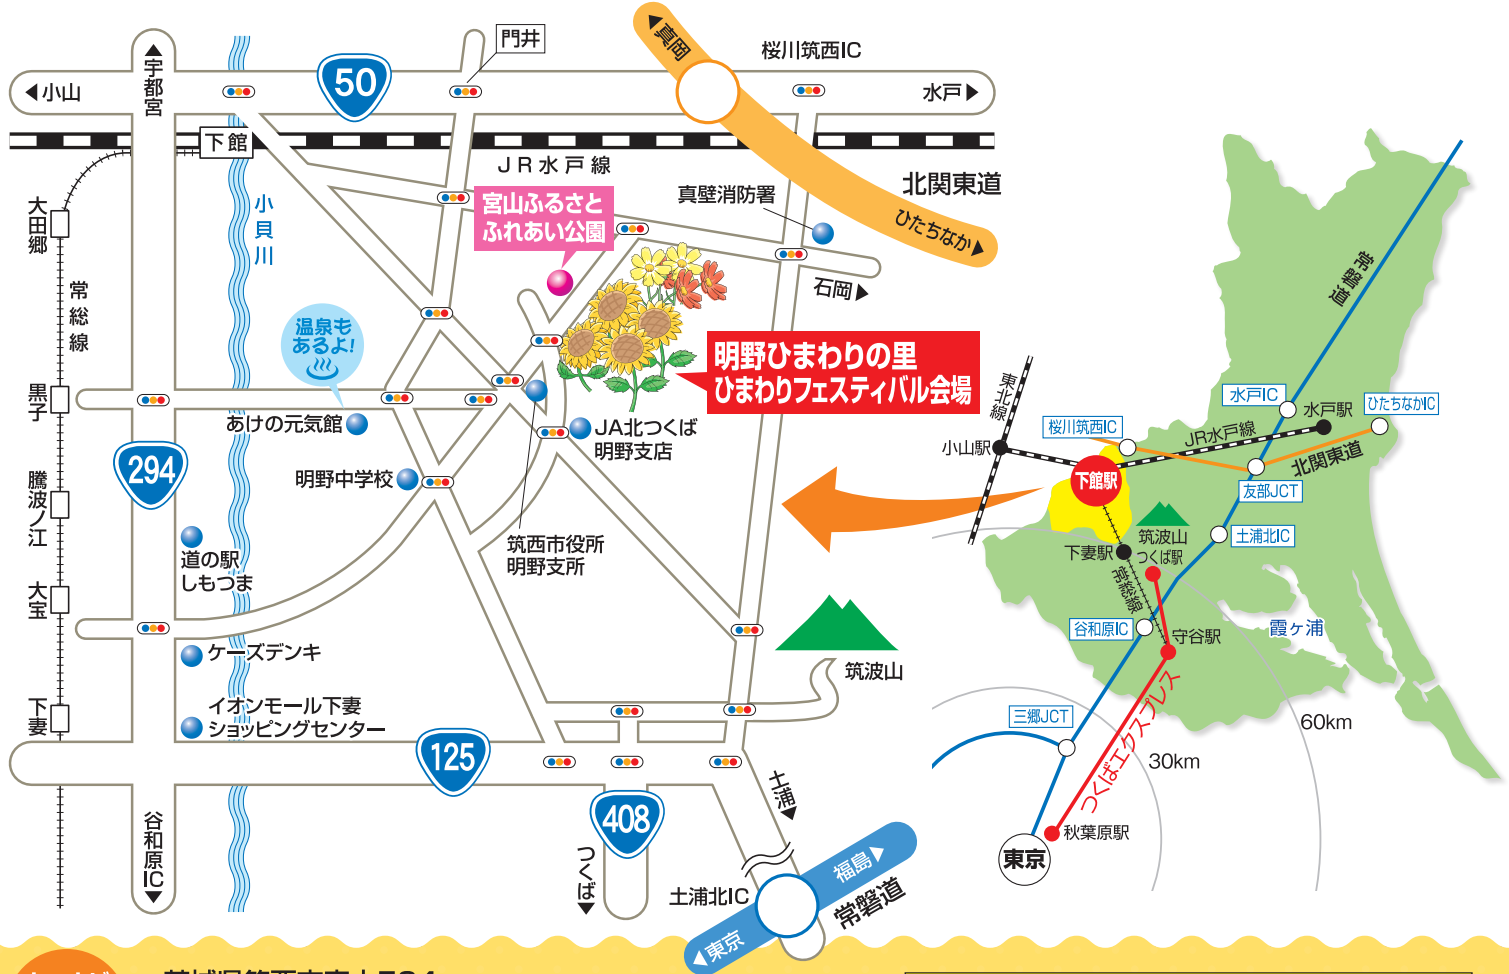 門井
真岡
桜川筑西IC
宇都宮
小山
50
水戸
下館
JR水戸線
北関東道
ひたちなか
大田郷
小貝川
宮山ふるさと
ふれあい公園
真壁消防署
石岡
常総線
温泉も
あるよ!
明野ひまわりの里
ひまわりフェスティバル会場
黒子
あけの元気館
JA北つくば
明野支店
294
明野中学校
騰波ノ江
道の駅
しもつま
筑西市役所
明野支所
大宝
ケーズデンキ
筑波山
下妻
イオンモール下妻
ショッピングセンター
125
408
土浦
谷和原IC
つくば
土浦北IC
福島
東京
常磐道
常磐道
東北線
水戸IC
水戸駅
ひたちなかIC
桜川筑西IC
JR水戸線
小山駅
北関東道
下館駅
友部JCT
筑波山
土浦北IC
下妻駅
つくば駅
常総線
谷和原IC
守谷駅
霞ヶ浦
三郷JCT
つくばエクスプレス
60km
30km
秋葉原駅
東京